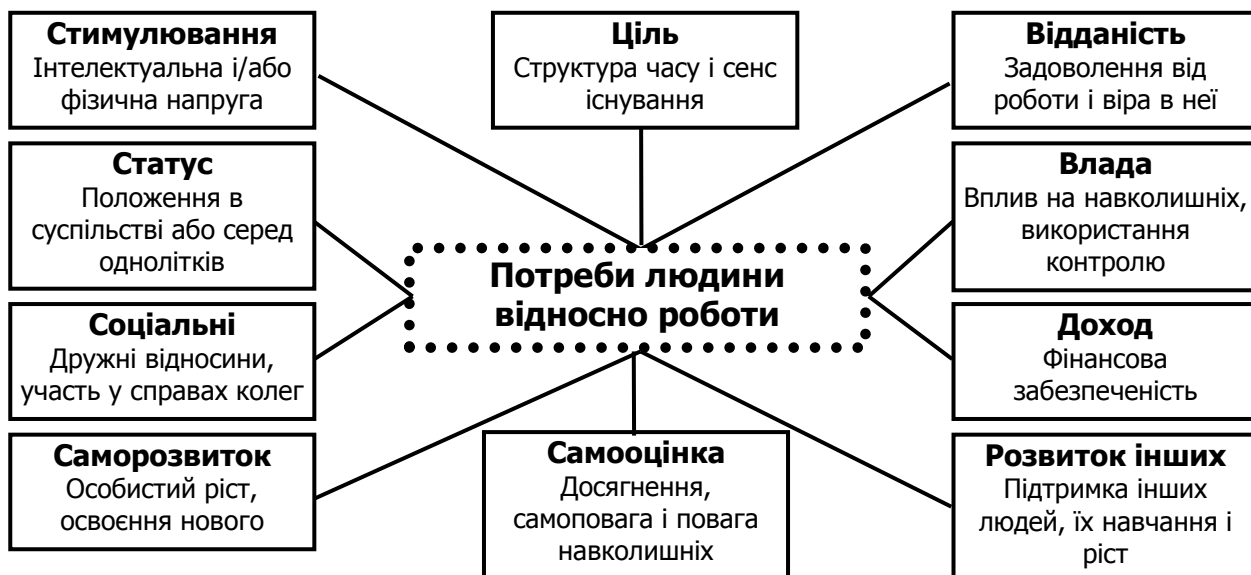 Стимулювання
Інтелектуальна і/або
фізична напруга
Ціль
Структура часу і сенс
існування
Відданість
Задоволення від
роботи і віра в неї
Статус
Положення в
суспільстві або серед
однолітків
Влада
Вплив на навколишніх,
використання
контролю
Потреби людини
відносно роботи
Соціальні
Дружні відносини,
участь у справах колег
Доход
Фінансова
забезпеченість
Саморозвиток
Особистий ріст,
освоєння нового
Самооцінка
Досягнення,
самоповага і повага
навколишніх
Розвиток інших
Підтримка інших
людей, їх навчання і
ріст